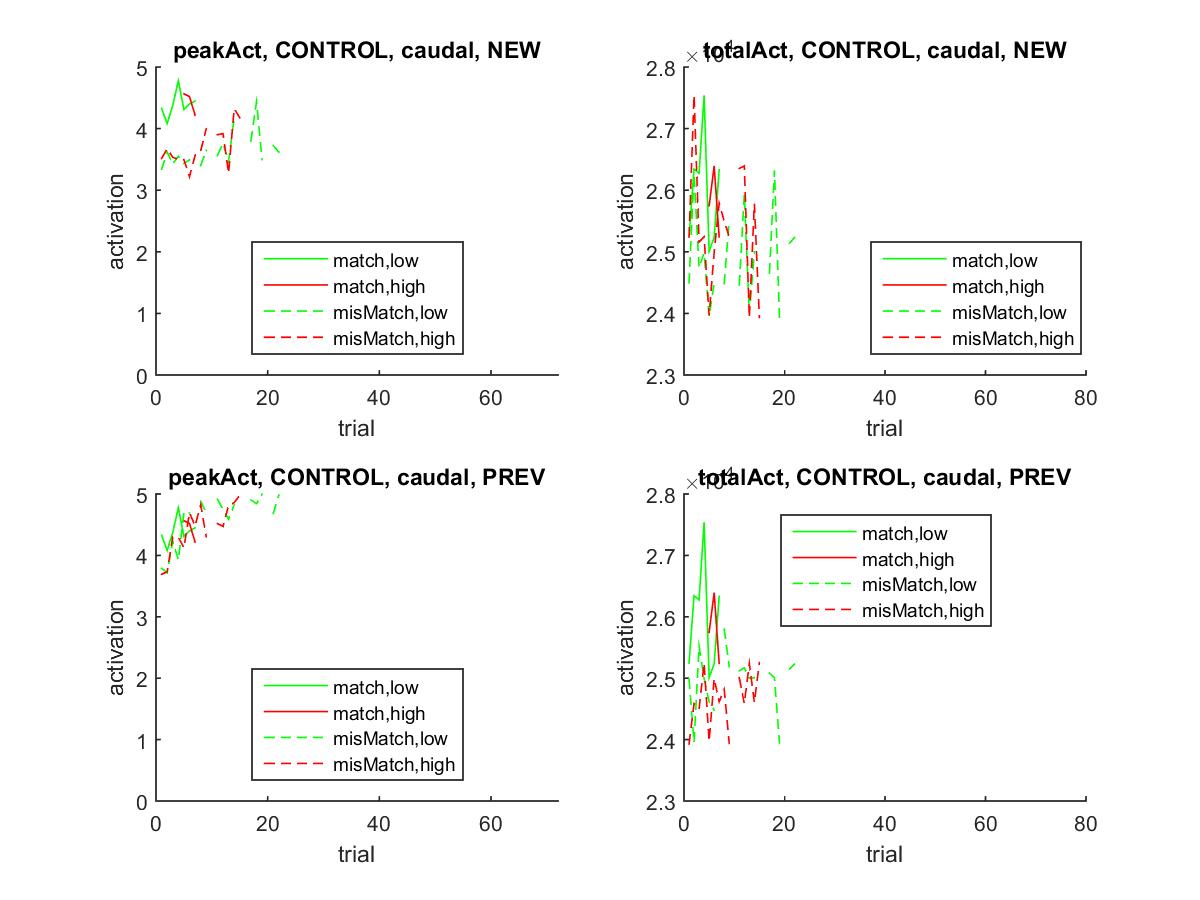 peakAct, CONTROL, caudal, NEW
5
4
3
2
1
0
activation
match,low
match,high
misMatch,low
misMatch,high
0 20 40 60
trial
totalAct, CONTROL, caudal, NEW
×10⁴
2.8
2.7
2.6
2.5
2.4
2.3
activation
match,low
match,high
misMatch,low
misMatch,high
0 20 40 60 80
trial
peakAct, CONTROL, caudal, PREV
5
4
3
2
1
0
activation
match,low
match,high
misMatch,low
misMatch,high
0 20 40 60
trial
totalAct, CONTROL, caudal, PREV
×10⁴
2.8
2.7
2.6
2.5
2.4
2.3
activation
match,low
match,high
misMatch,low
misMatch,high
0 20 40 60 80
trial